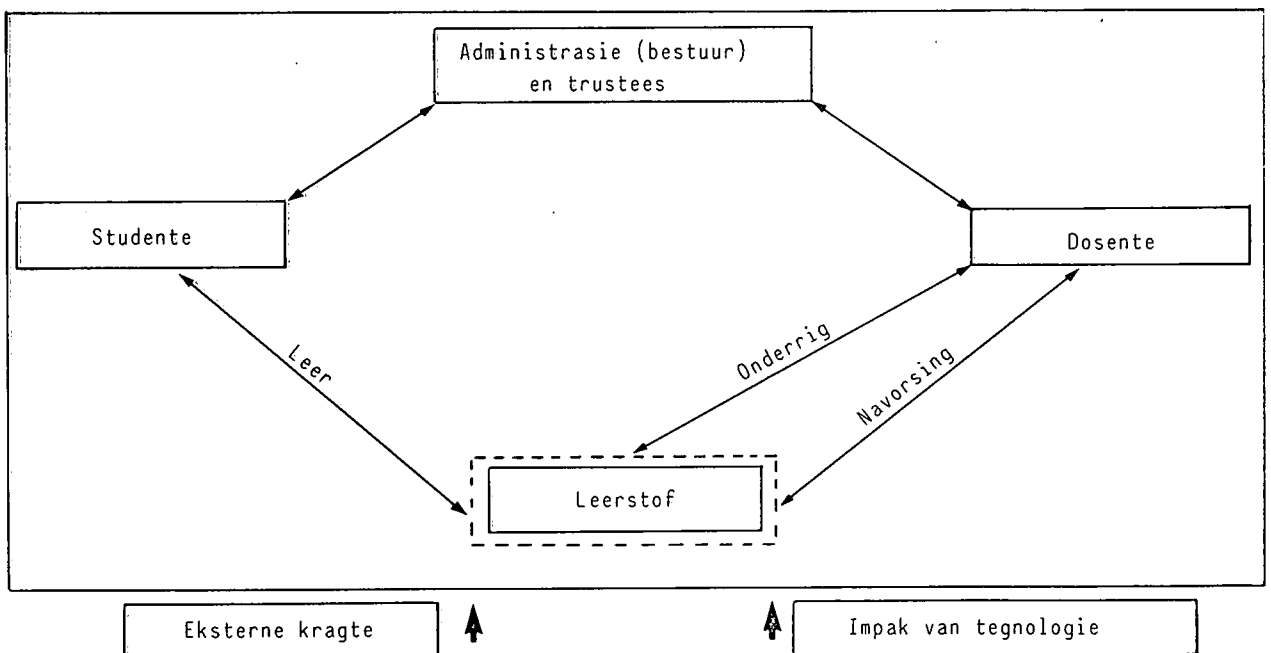 Administrasie (bestuur)
en trustees
Studente
Dosente
Leer
Onderrig
Navorsing
Leerstof
Eksterne kragte
Impak van tegnologie